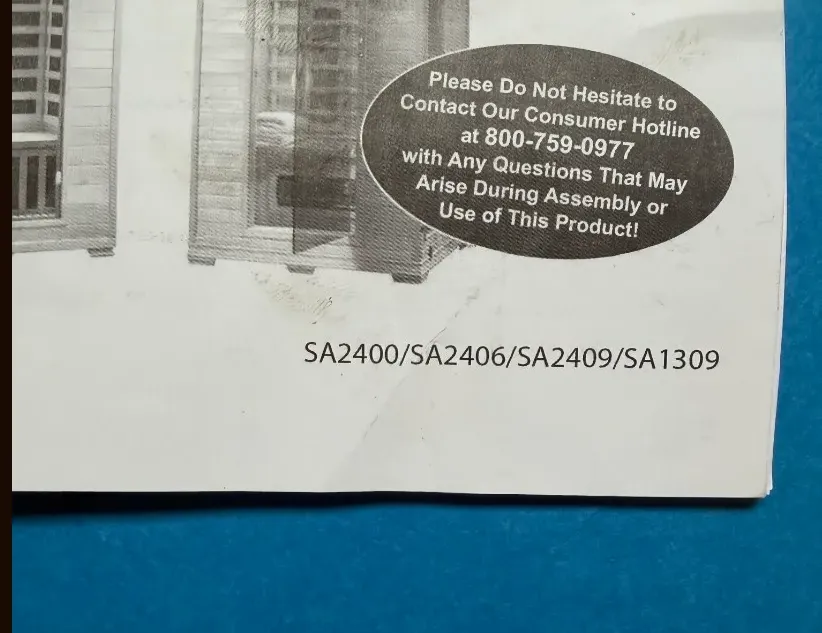 Please Do Not Hesitate to
Contact Our Consumer Hotline
at 800-759-0977
with Any Questions That May
Arise During Assembly or
Use of This Product!
SA2400/SA2406/SA2409/SA1309